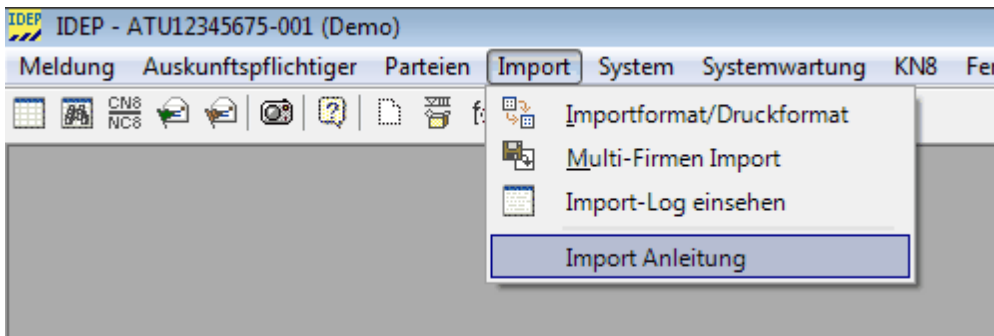 IDEP IDEP - ATU12345675-001 (Demo)
Meldung Auskunftspflichtiger Parteien Import System Systemwartung KN8
CN8
NC8
Importformat/Druckformat
Multi-Firmen Import
Import-Log einsehen
Import Anleitung